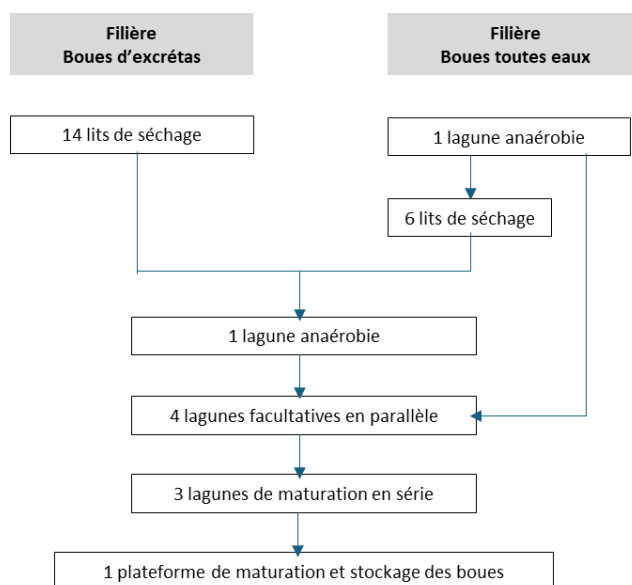 Filière
Boues d'excrétas
Filière
Boues toutes eaux
14 lits de séchage
1 lagune anaérobie
6 lits de séchage
1 lagune anaérobie
4 lagunes facultatives en parallèle
3 lagunes de maturation en série
1 plateforme de maturation et stockage des boues